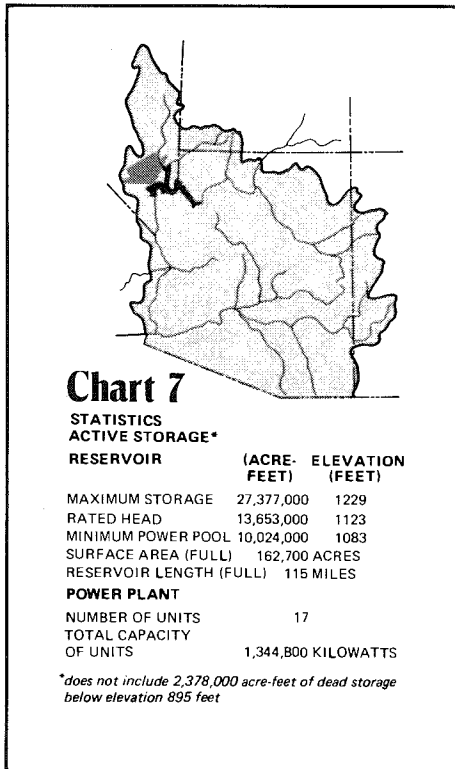 Chart 7
STATISTICS
ACTIVE STORAGE*
RESERVOIR (ACRE- ELEVATION
FEET) (FEET)
MAXIMUM STORAGE 27,377,000 1229
RATED HEAD 13,653,000 1123
MINIMUM POWER POOL 10,024,000 1083
SURFACE AREA (FULL) 162,700 ACRES
RESERVOIR LENGTH (FULL) 115 MILES
POWER PLANT
NUMBER OF UNITS 17
TOTAL CAPACITY
OF UNITS 1,344,800 KILOWATTS
*does not include 2,378,000 acre-feet of dead storage
below elevation 895 feet